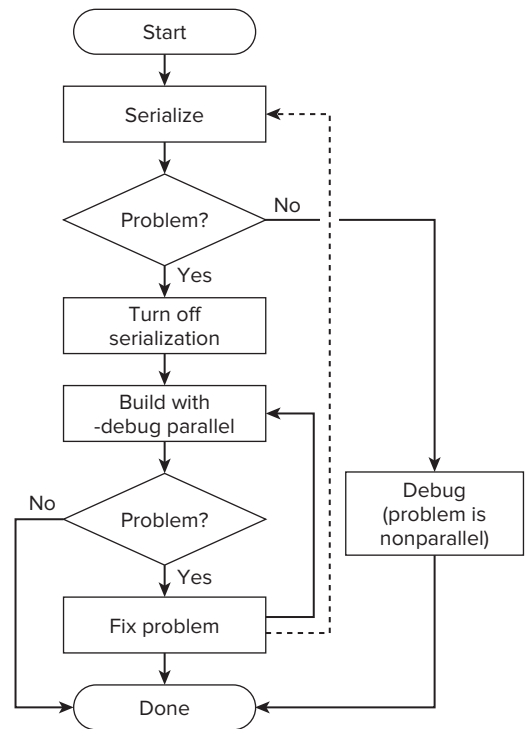 Start
Serialize
Problem?
No
Yes
Turn off
serialization
Build with
-debug parallel
No
Problem?
Debug
(problem is
nonparallel)
Yes
Fix problem
Done